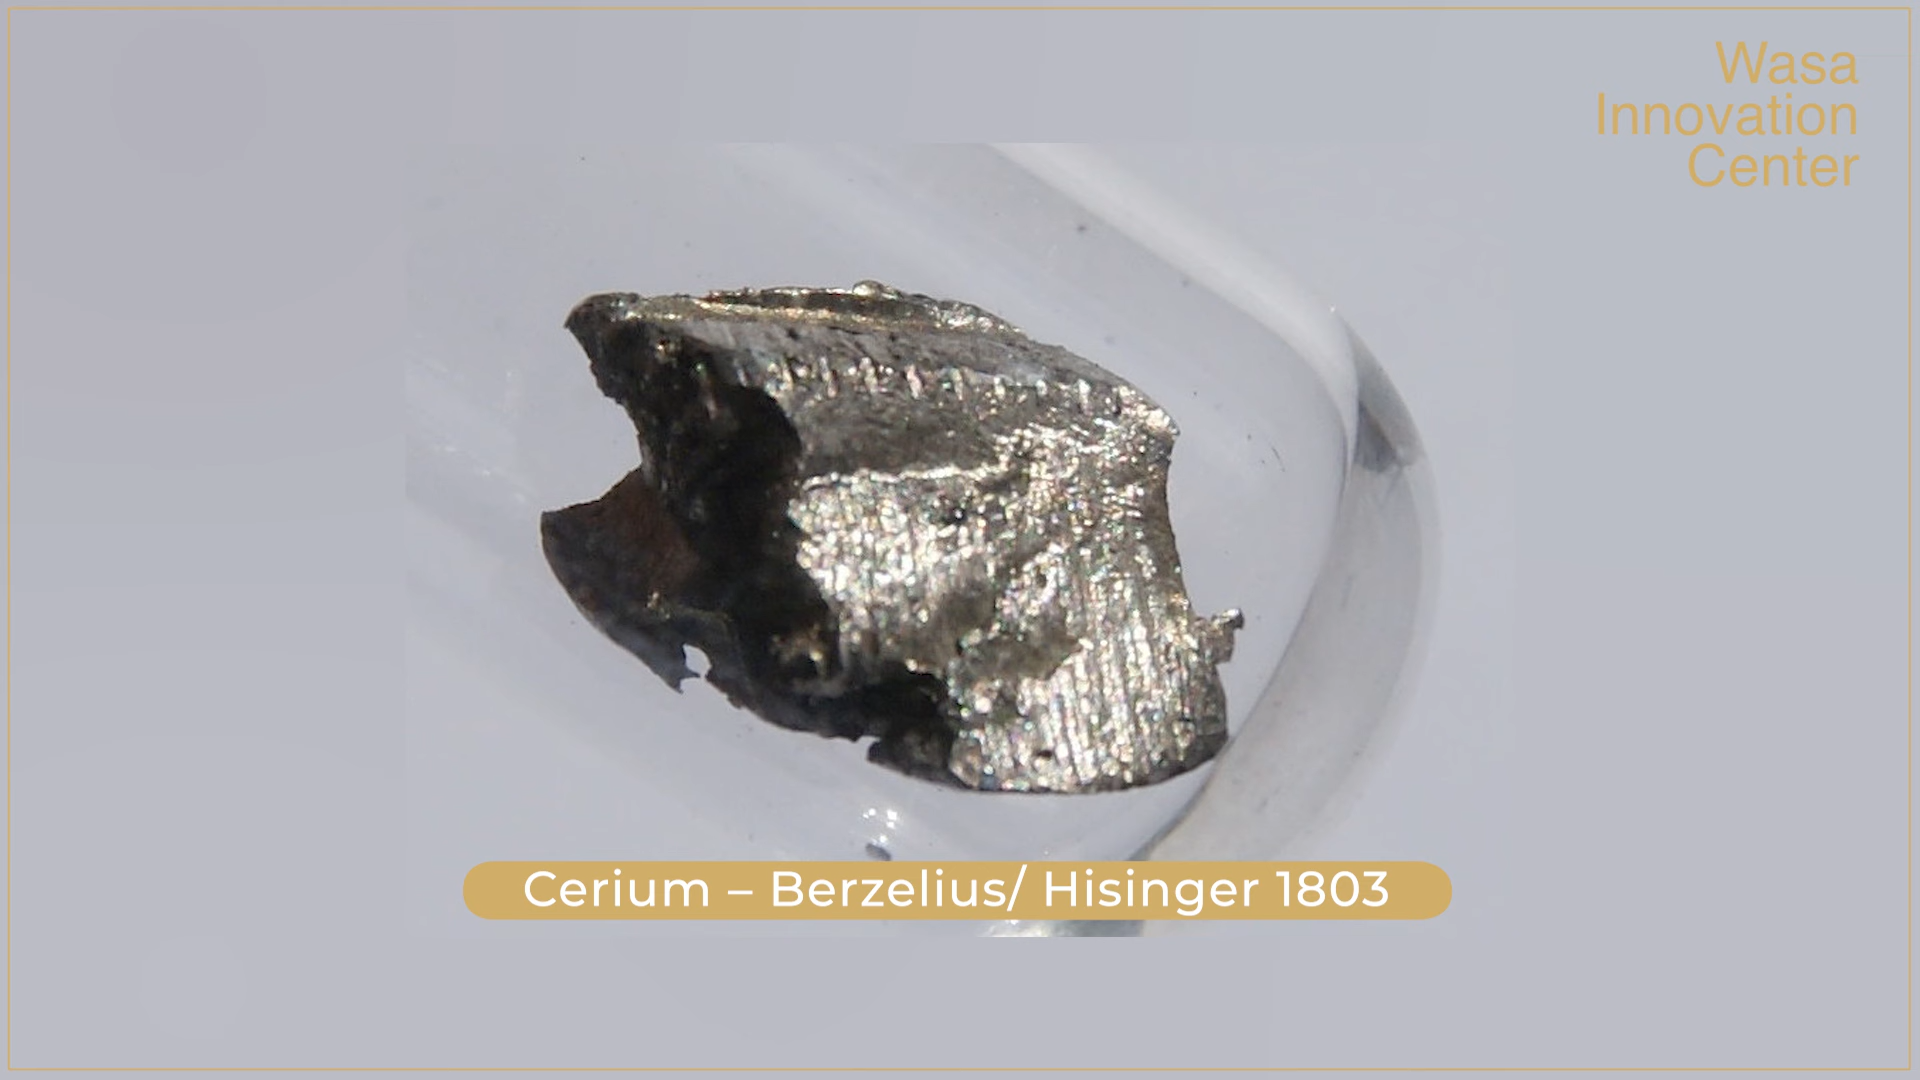 Wasa
Innovation
Center
Cerium – Berzelius/ Hisinger 1803